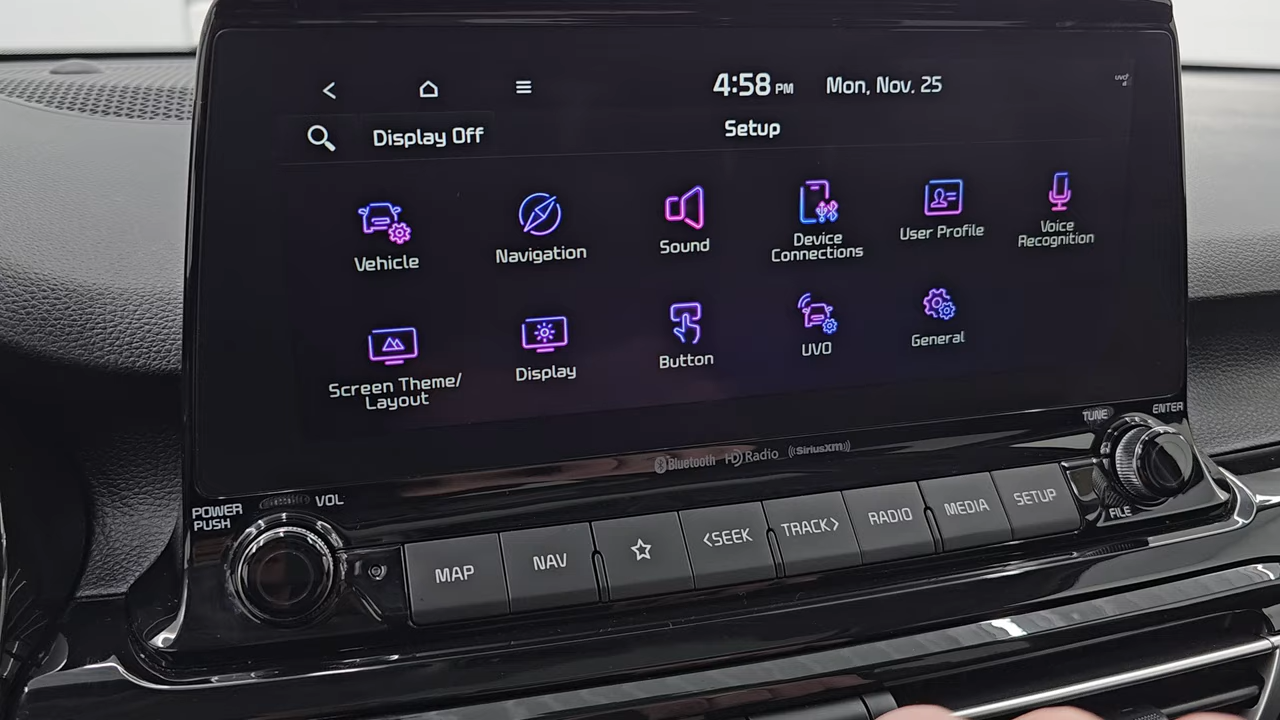 4:58 PM Mon, Nov. 25
uvo
Display Off
Setup
Vehicle
Navigation
Sound
Device
Connections
User Profile
Voice
Recognition
Screen Theme/
Layout
Display
Button
UVO
General
Bluetooth HD Radio SiriusXM
TUNE
ENTER
FILE
POWER
PUSH
VOL
MAP
NAV
<SEEK
TRACK>
RADIO
MEDIA
SETUP